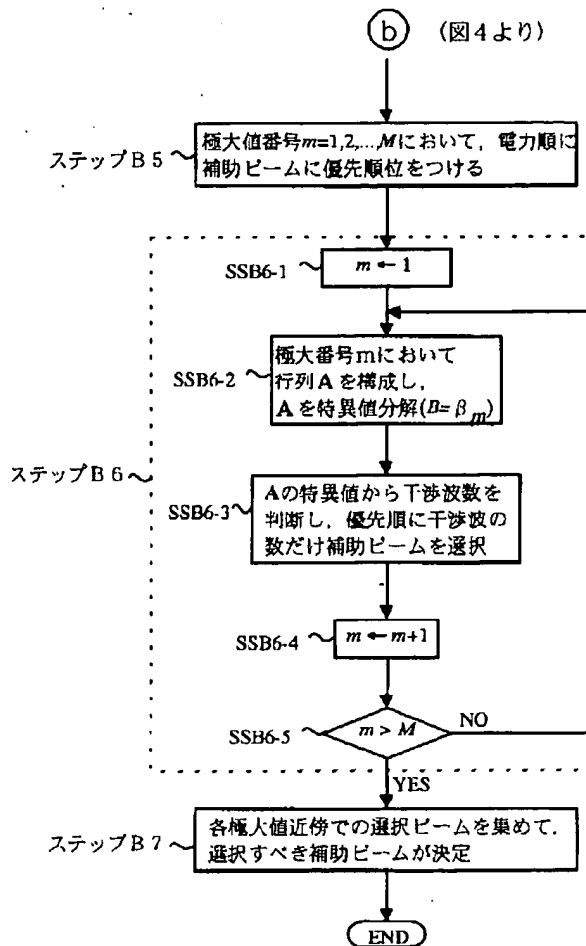 b (図4より)
ステップB5
極大値番号m=1,2,...,Mにおいて,電力順に
補助ビームに優先順位をつける
SSB6-1
m ← 1
SSB6-2
極大番号mにおいて
行列Aを構成し,
Aを特異値分解(B=βm)
ステップB6
SSB6-3
Aの特異値から干渉波数を
判断し,優先順に干渉波の
数だけ補助ビームを選択
SSB6-4
m ← m+1
SSB6-5
m > M
NO
YES
ステップB7
各極大値近傍での選択ビームを集めて,
選択すべき補助ビームが決定
END